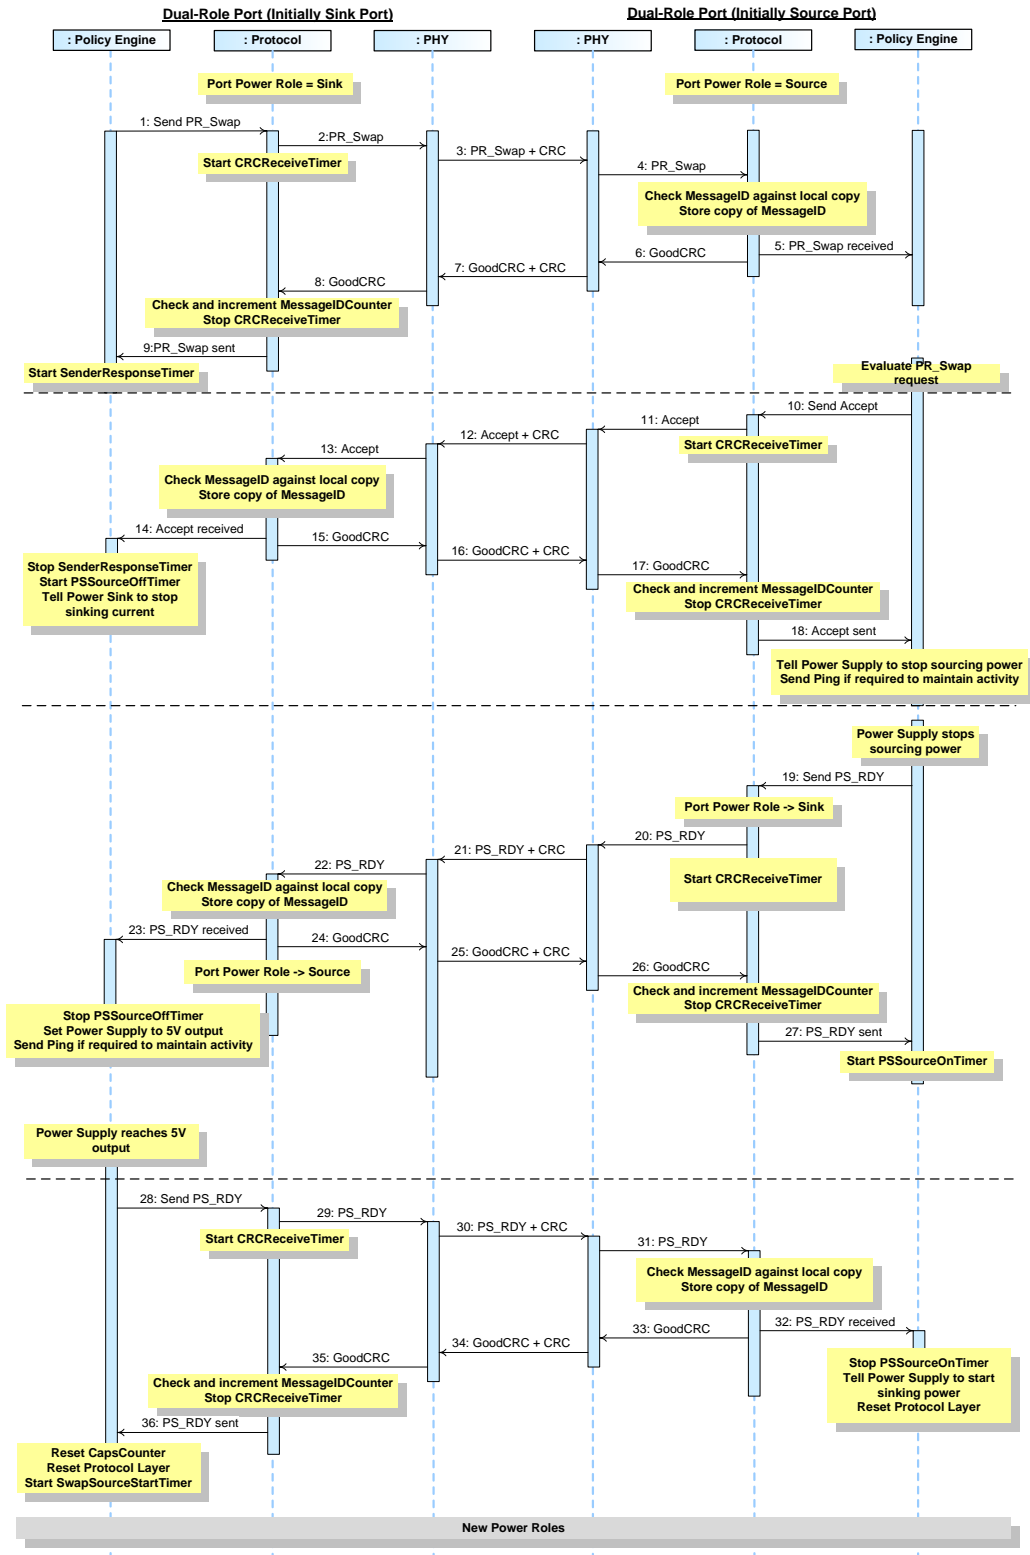 Dual-Role Port (Initially Sink Port)
Dual-Role Port (Initially Source Port)
: Policy Engine
: Protocol
: PHY
: PHY
: Protocol
: Policy Engine
Port Power Role = Sink
Port Power Role = Source
1: Send PR_Swap
2:PR_Swap
Start CRCReceiveTimer
3: PR_Swap + CRC
4: PR_Swap
Check MessageID against local copy
Store copy of MessageID
5: PR_Swap received
6: GoodCRC
7: GoodCRC + CRC
8: GoodCRC
Check and increment MessageIDCounter
Stop CRCReceiveTimer
9:PR_Swap sent
Start SenderResponseTimer
Evaluate PR_Swap
request
10: Send Accept
11: Accept
Start CRCReceiveTimer
12: Accept + CRC
13: Accept
Check MessageID against local copy
Store copy of MessageID
14: Accept received
15: GoodCRC
16: GoodCRC + CRC
Stop SenderResponseTimer
Start PSSourceOffTimer
Tell Power Sink to stop
sinking current
17: GoodCRC
Check and increment MessageIDCounter
Stop CRCReceiveTimer
18: Accept sent
Tell Power Supply to stop sourcing power
Send Ping if required to maintain activity
Power Supply stops
sourcing power
19: Send PS_RDY
Port Power Role -> Sink
20: PS_RDY
21: PS_RDY + CRC
22: PS_RDY
Start CRCReceiveTimer
Check MessageID against local copy
Store copy of MessageID
23: PS_RDY received
24: GoodCRC
25: GoodCRC + CRC
Port Power Role -> Source
26: GoodCRC
Check and increment MessageIDCounter
Stop CRCReceiveTimer
Stop PSSourceOffTimer
Set Power Supply to 5V output
Send Ping if required to maintain activity
27: PS_RDY sent
Start PSSourceOnTimer
Power Supply reaches 5V
output
28: Send PS_RDY
29: PS_RDY
Start CRCReceiveTimer
30: PS_RDY + CRC
31: PS_RDY
Check MessageID against local copy
Store copy of MessageID
32: PS_RDY received
33: GoodCRC
34: GoodCRC + CRC
35: GoodCRC
Stop PSSourceOnTimer
Tell Power Supply to start
sinking power
Reset Protocol Layer
Check and increment MessageIDCounter
Stop CRCReceiveTimer
36: PS_RDY sent
Reset CapsCounter
Reset Protocol Layer
Start SwapSourceStartTimer
New Power Roles